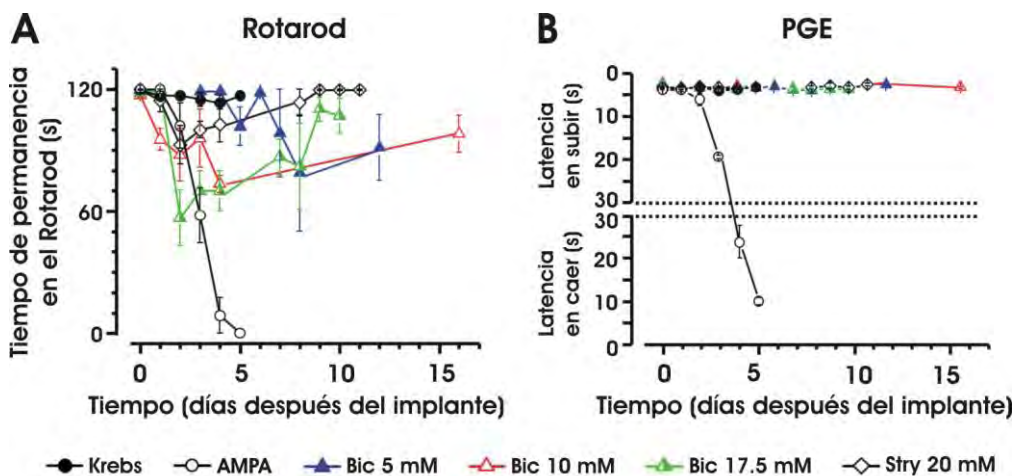 A
Rotarod
Tiempo de permanencia
en el Rotarod (s)
120
60
0
0
5
10
15
Tiempo (días después del implante)
B
PGE
Latencia
en subir (s)
0
10
20
30
Latencia
en caer (s)
30
20
10
0
0
5
10
15
Tiempo (días después del implante)
Krebs AMPA Bic 5 mM Bic 10 mM Bic 17.5 mM Stry 20 mM